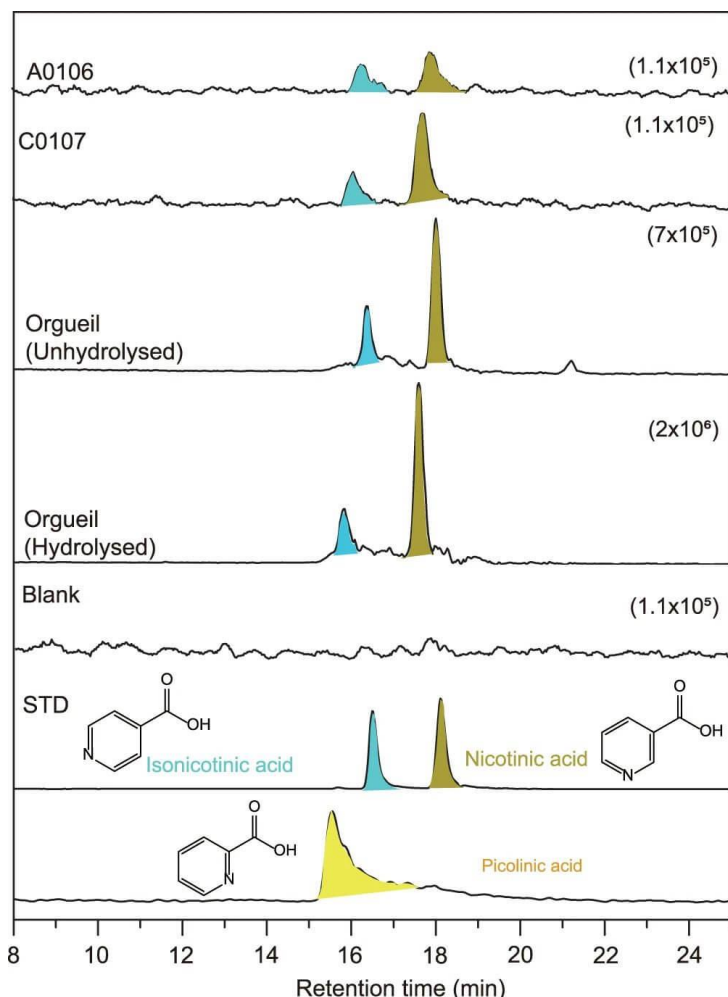 A0106
(1.1x10⁵)
C0107
(1.1x10⁵)
(7x10⁵)
Orgueil
(Unhydrolysed)
(2x10⁶)
Orgueil
(Hydrolysed)
Blank
(1.1x10⁵)
STD
O
OH
N
Isonicotinic acid
Nicotinic acid
O
OH
N
O
OH
N
Picolinic acid
8 10 12 14 16 18 20 22 24
Retention time (min)